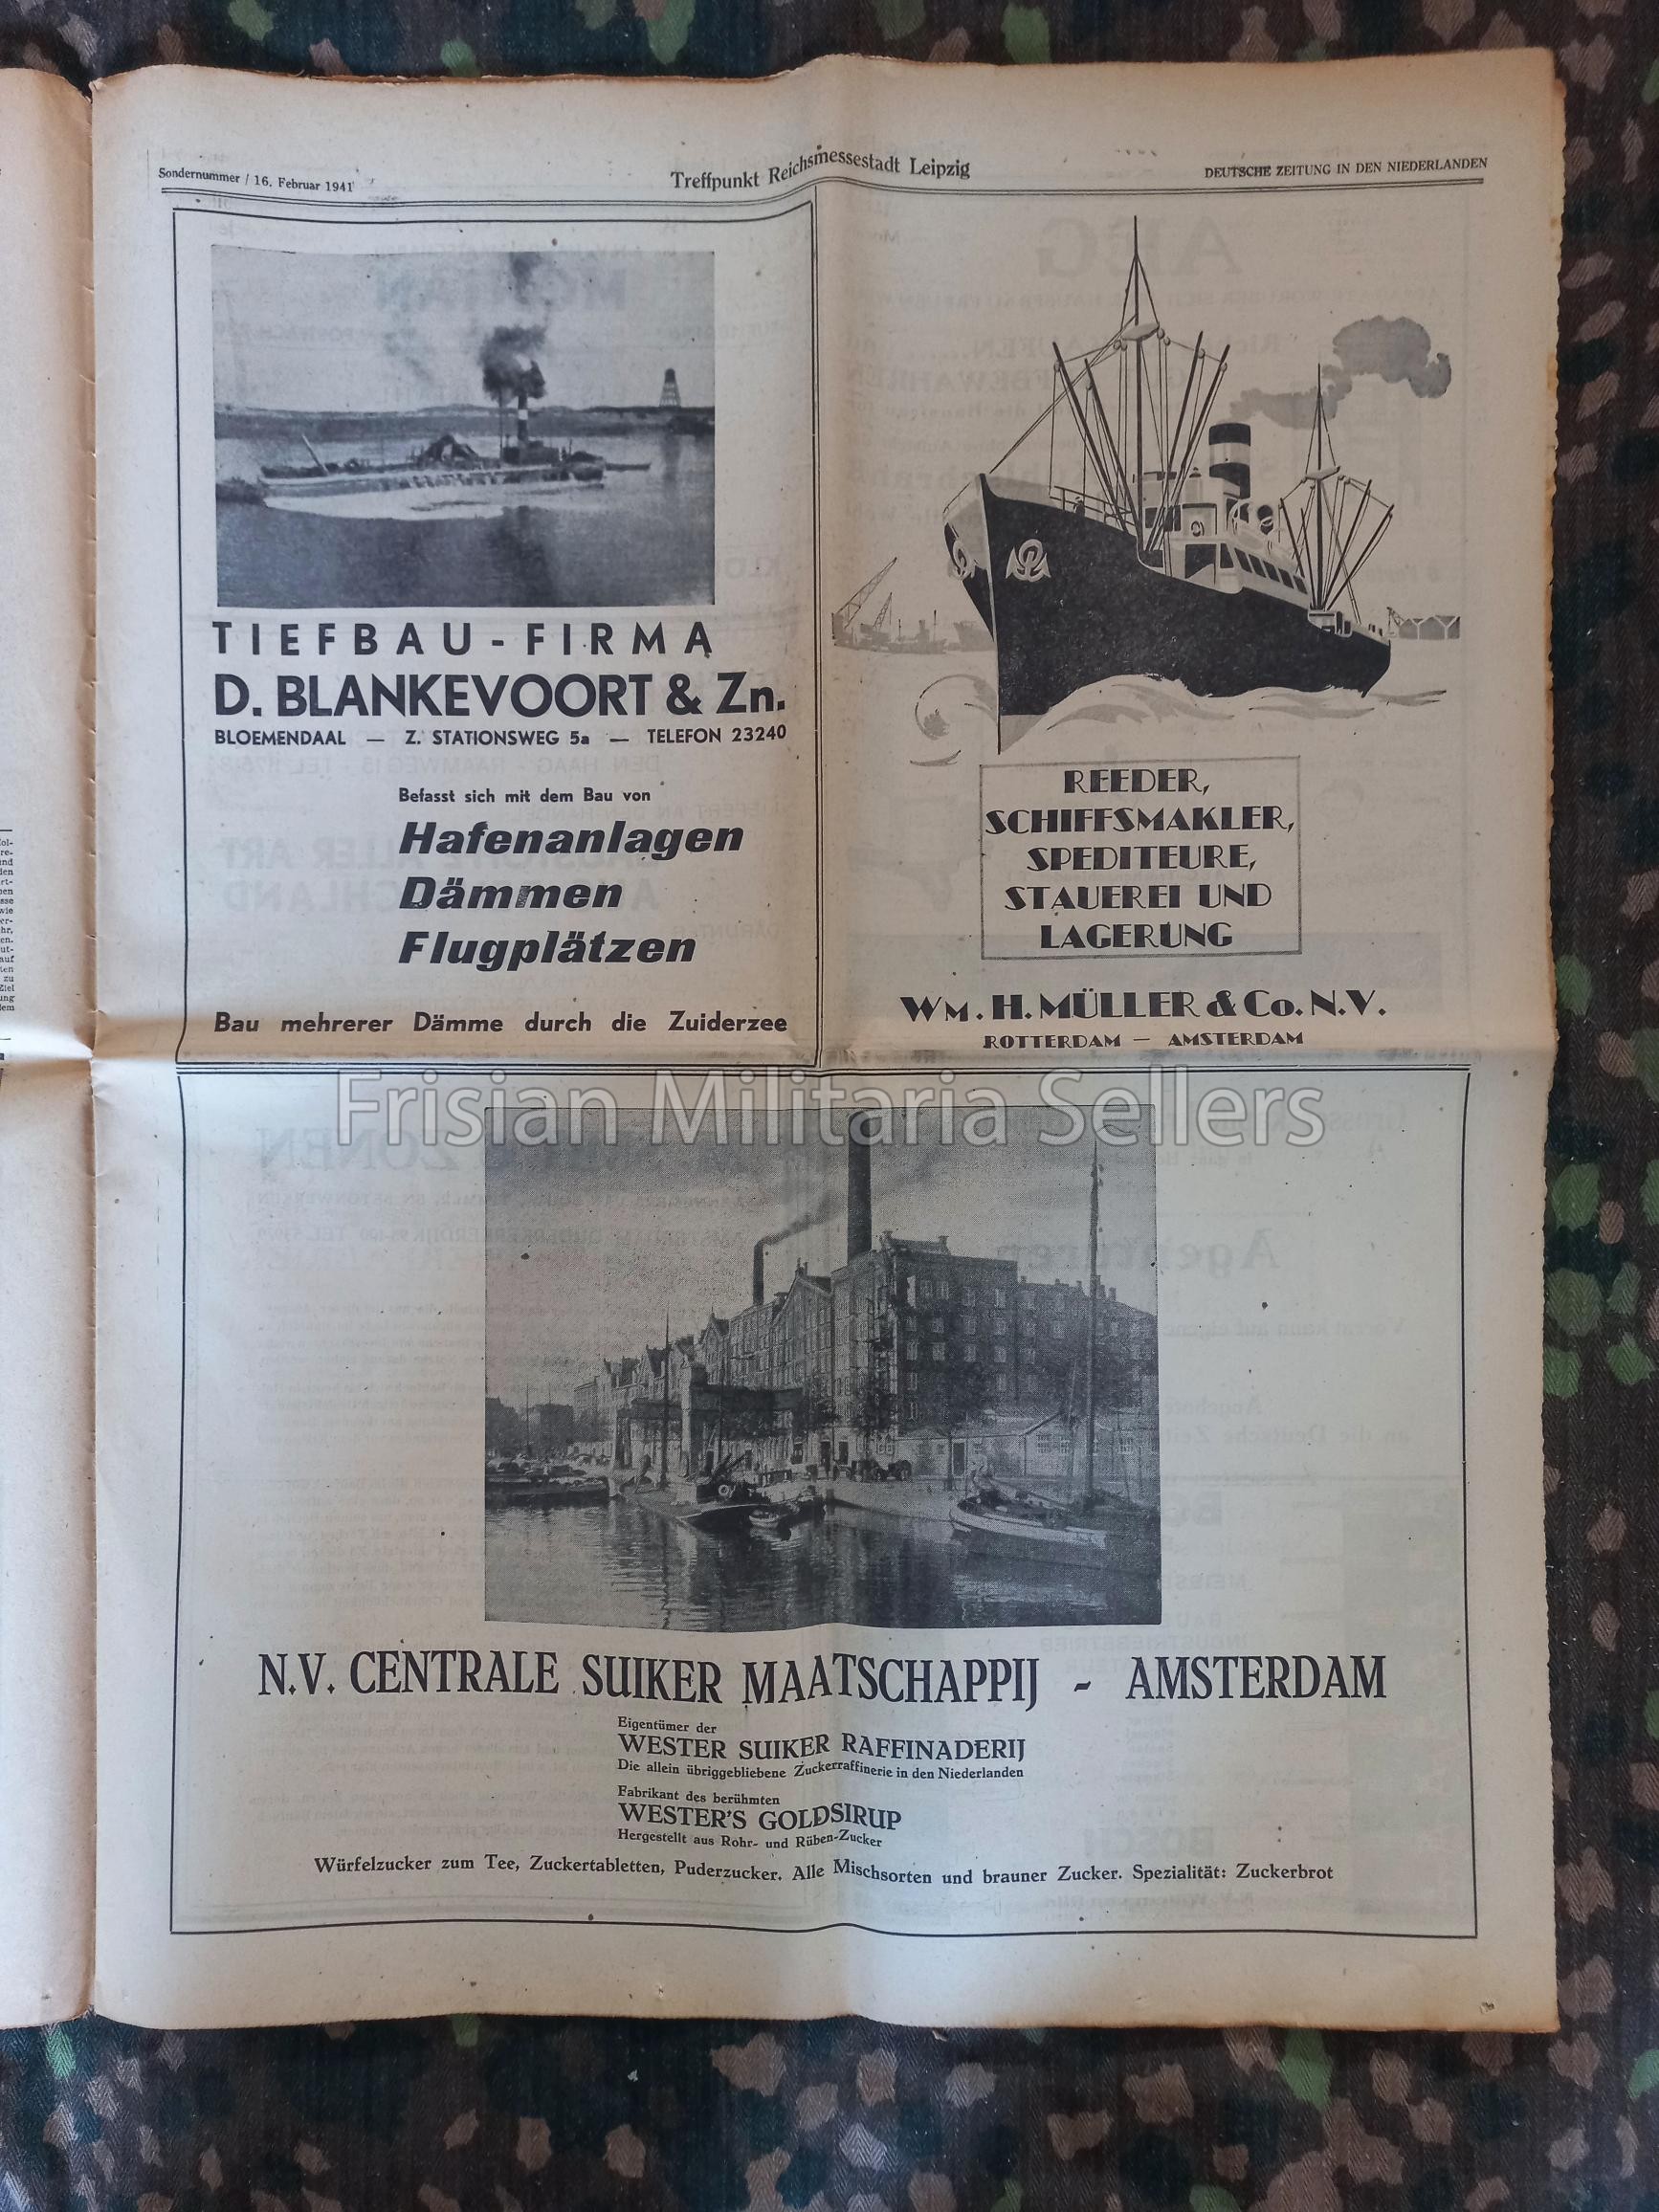 Sondernummer / 16. Februar 1941
Treffpunkt Reichsmessestadt Leipzig
DEUTSCHE ZEITUNG IN DEN NIEDERLANDEN
TIEFBAU-FIRMA
D. BLANKEVOORT & Zn.
BLOEMENDAAL — Z. STATIONSWEG 5a — TELEFON 23240
Befasst sich mit dem Bau von
Hafenanlagen
Dämmen
Flugplätzen
Bau mehrerer Dämme durch die Zuiderzee
REEDER,
SCHIFFSMAKLER,
SPEDITEURE,
STAUEREI UND
LAGERUNG
WM. H. MÜLLER & Co. N.V.
ROTTERDAM — AMSTERDAM
Frisian Militaria Sellers
N.V. CENTRALE SUIKER MAATSCHAPPIJ - AMSTERDAM
Eigentümer der
WESTER SUIKER RAFFINADERIJ
Die allein übriggebliebene Zuckerraffinerie in den Niederlanden
Fabrikant des berühmten
WESTER'S GOLDSIRUP
Hergestellt aus Rohr- und Rüben-Zucker
Würfelzucker zum Tee, Zuckertabletten, Puderzucker. Alle Mischsorten und brauner Zucker. Spezialität: Zuckerbrot